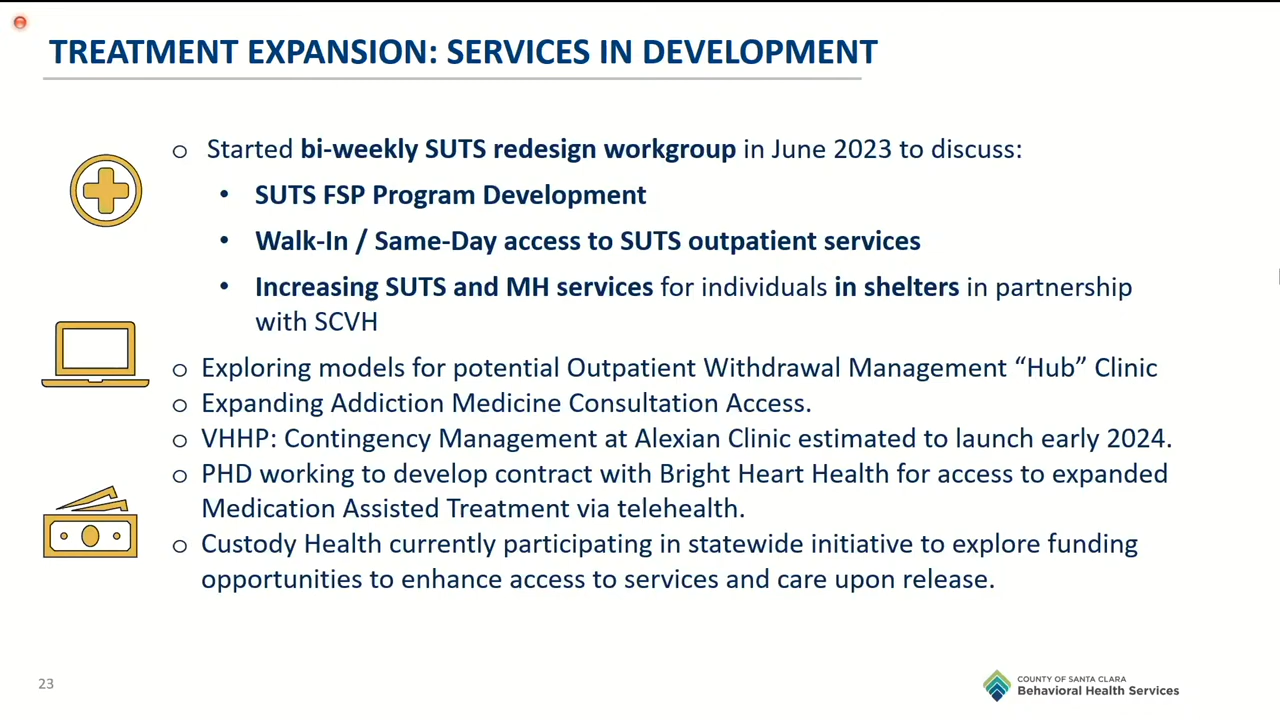 TREATMENT EXPANSION: SERVICES IN DEVELOPMENT
o Started bi-weekly SUTS redesign workgroup in June 2023 to discuss:
• SUTS FSP Program Development
• Walk-In / Same-Day access to SUTS outpatient services
• Increasing SUTS and MH services for individuals in shelters in partnership
with SCVH
o Exploring models for potential Outpatient Withdrawal Management “Hub” Clinic
o Expanding Addiction Medicine Consultation Access.
o VHHP: Contingency Management at Alexian Clinic estimated to launch early 2024.
o PHD working to develop contract with Bright Heart Health for access to expanded
Medication Assisted Treatment via telehealth.
o Custody Health currently participating in statewide initiative to explore funding
opportunities to enhance access to services and care upon release.
23
COUNTY OF SANTA CLARA
Behavioral Health Services